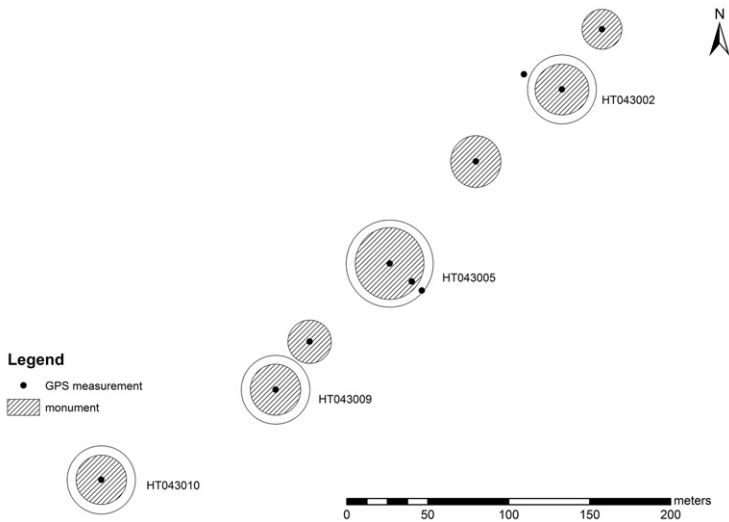 N
HT043002
HT043005
Legend
GPS measurement
monument
HT043009
HT043010
meters
0 50 100 150 200